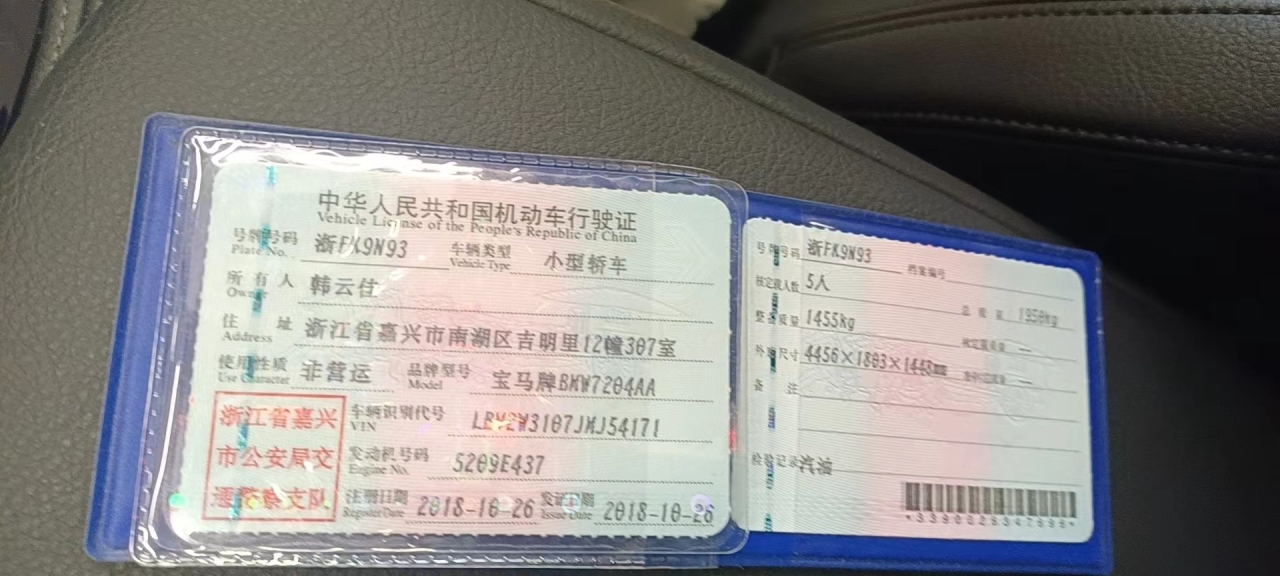 中华人民共和国机动车行驶证
Vehicle License of the People's Republic of China
号牌号码 浙FK9N93 车辆类型 小型轿车
Plate No. Vehicle Type
所有人 韩云佳
Owner
住址 浙江省嘉兴市南湖区吉明里12幢307室
Address
使用性质 非营运 品牌型号 宝马牌BMW7204AA
Use Character Model
浙江省嘉兴
市公安局交
通警察支队
车辆识别代号 LBV2W3107JMJ54171
VIN
发动机号码 5209E437
Engine No.
注册日期 2018-10-26 发证日期 2018-10-26
Register Date Issue Date
号牌号码 浙FK9N93 档案编号
核定载人数 5人 总质量 1950kg
整备质量 1455kg 核定载质量 —
外廓尺寸 4456×1803×1448mm —
备注
检验记录 汽油